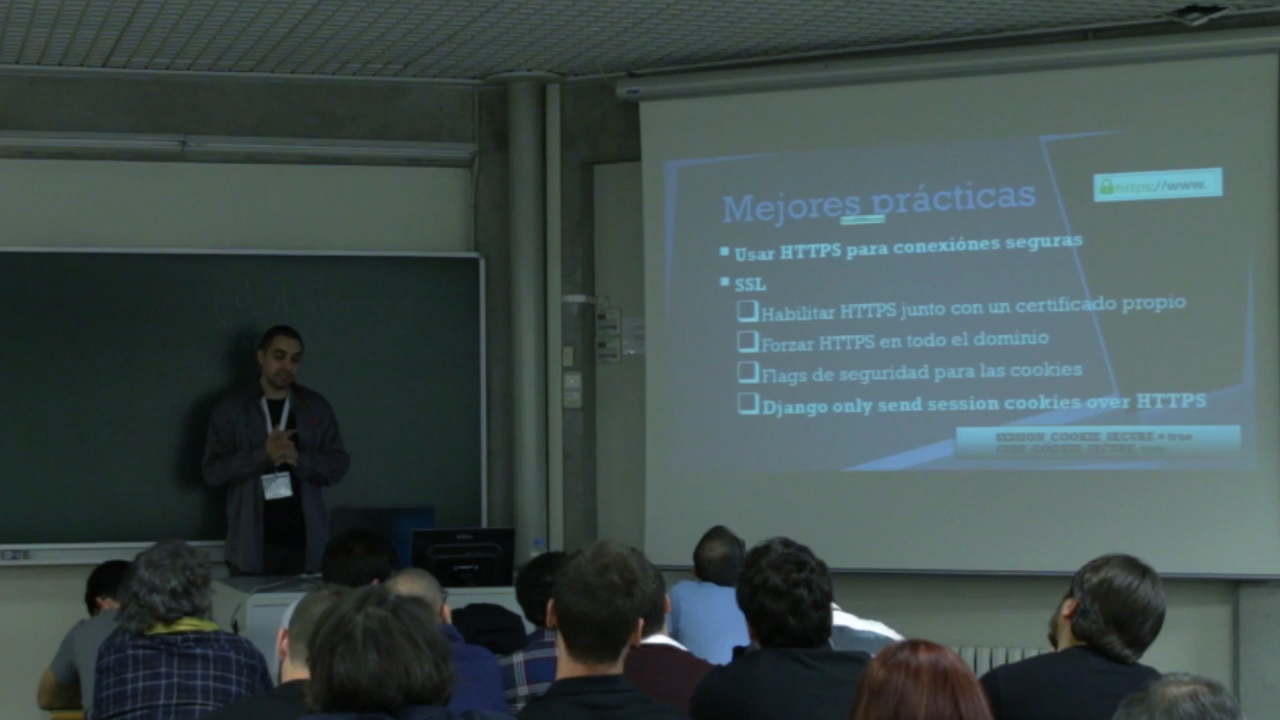 Mejores prácticas
https://www.
Usar HTTPS para conexiónes seguras
SSL
Habilitar HTTPS junto con un certificado propio
Forzar HTTPS en todo el dominio
Flags de seguridad para las cookies
Django only send session cookies over HTTPS
SESSION_COOKIE_SECURE = true